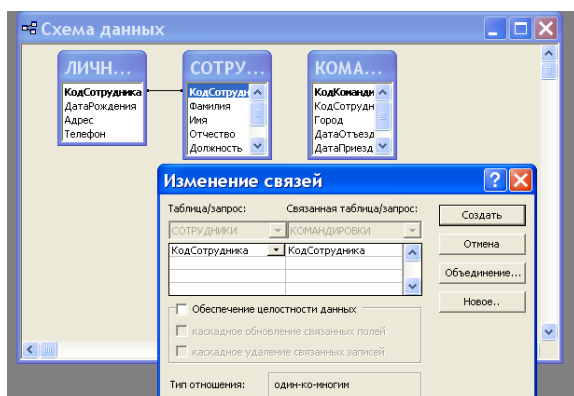 Схема данных
ЛИЧН...
СОТРУ...
КОМА...
КодСотрудника
ДатаРождения
Адрес
Телефон
КодСотрудн
Фамилия
Имя
Отчество
Должность
КодКоманди
КодСотрудн
Город
ДатаОтъезд
ДатаПриезд
Изменение связей
Таблица/запрос:
Связанная таблица/запрос:
СОТРУДНИКИ
КОМАНДИРОВКИ
КодСотрудника
КодСотрудника
Создать
Отмена
Объединение...
Новое..
Обеспечение целостности данных
каскадное обновление связанных полей
каскадное удаление связанных записей
Тип отношения:
один-ко-многим